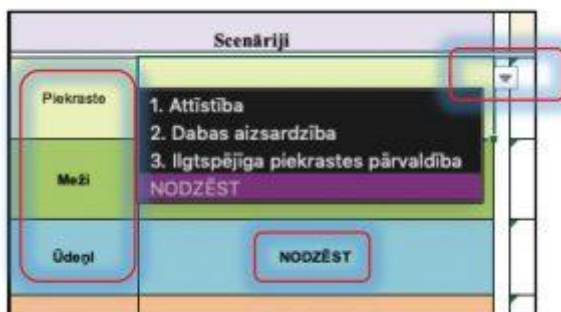 Scenāriji
Piekraste
1. Attīstība
2. Dabas aizsardzība
3. Ilgtspējīga piekrastes pārvaldība
NODZĒST
Meži
Ūdeņi
NODZĒST